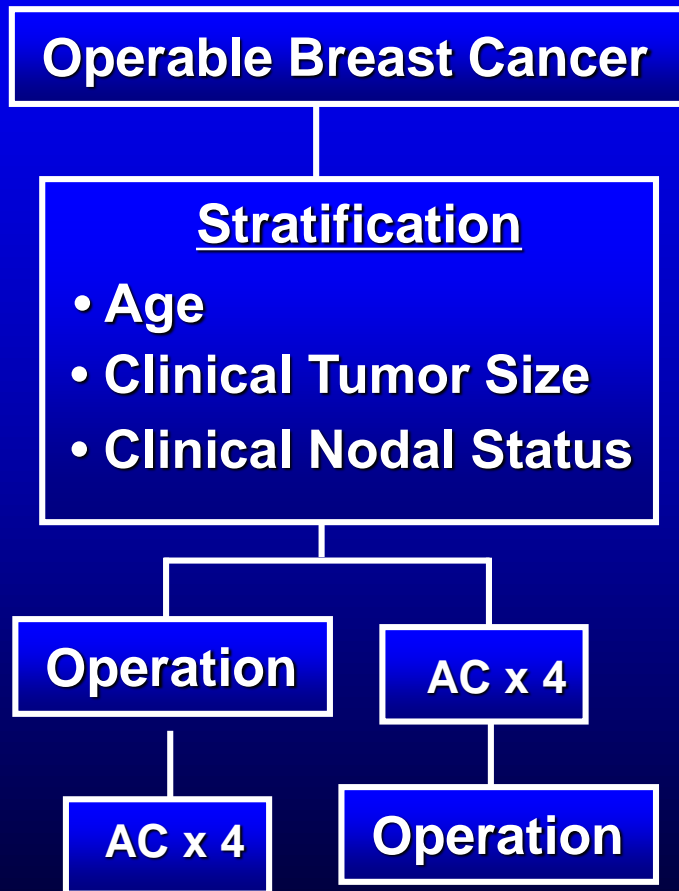 Operable Breast Cancer
Stratification
• Age
• Clinical Tumor Size
• Clinical Nodal Status
Operation
AC x 4
AC x 4
Operation